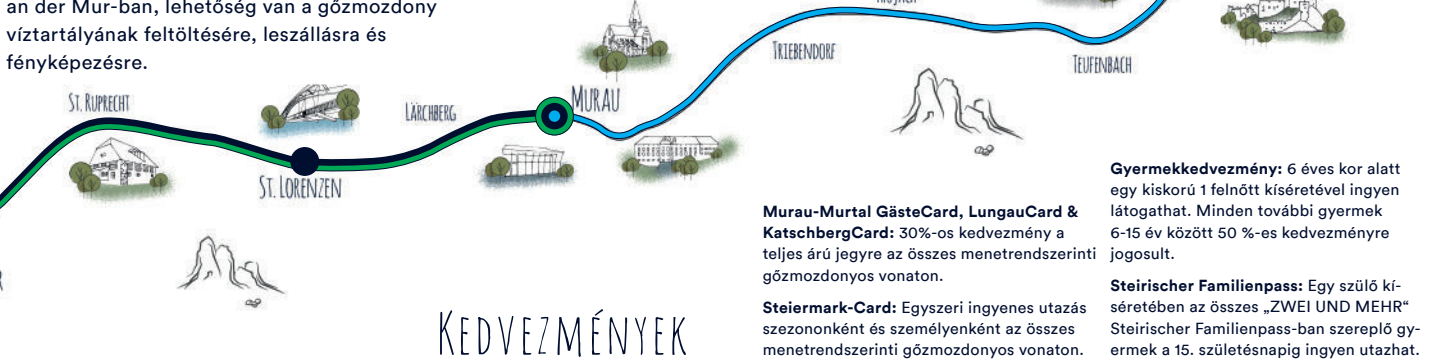 an der Mur-ban, lehetőség van a gőzmozdony
víztartályának feltöltésére, leszállásra és
fényképezésre.
St. Ruprecht
St. Lorenzen
Lärchberg
Murau
Triebendorf
Teufenbach
Kedvezmények
Murau-Murtal GästeCard, LungauCard &
KatschbergCard: 30%-os kedvezmény a
teljes árú jegyre az összes menetrendszerinti
gőzmozdonyos vonaton.
Steiermark-Card: Egyszeri ingyenes utazás
szezononként és személyenként az összes
menetrendszerinti gőzmozdonyos vonaton.
Gyermekkedvezmény: 6 éves kor alatt
egy kiskorú 1 felnőtt kíséretével ingyen
látogathat. Minden további gyermek
6-15 év között 50 %-es kedvezményre
jogosult.
Steirischer Familienpass: Egy szülő kí-
séretében az összes „ZWEI UND MEHR“
Steirischer Familienpass-ban szereplő gy-
ermek a 15. születésnapig ingyen utazhat.